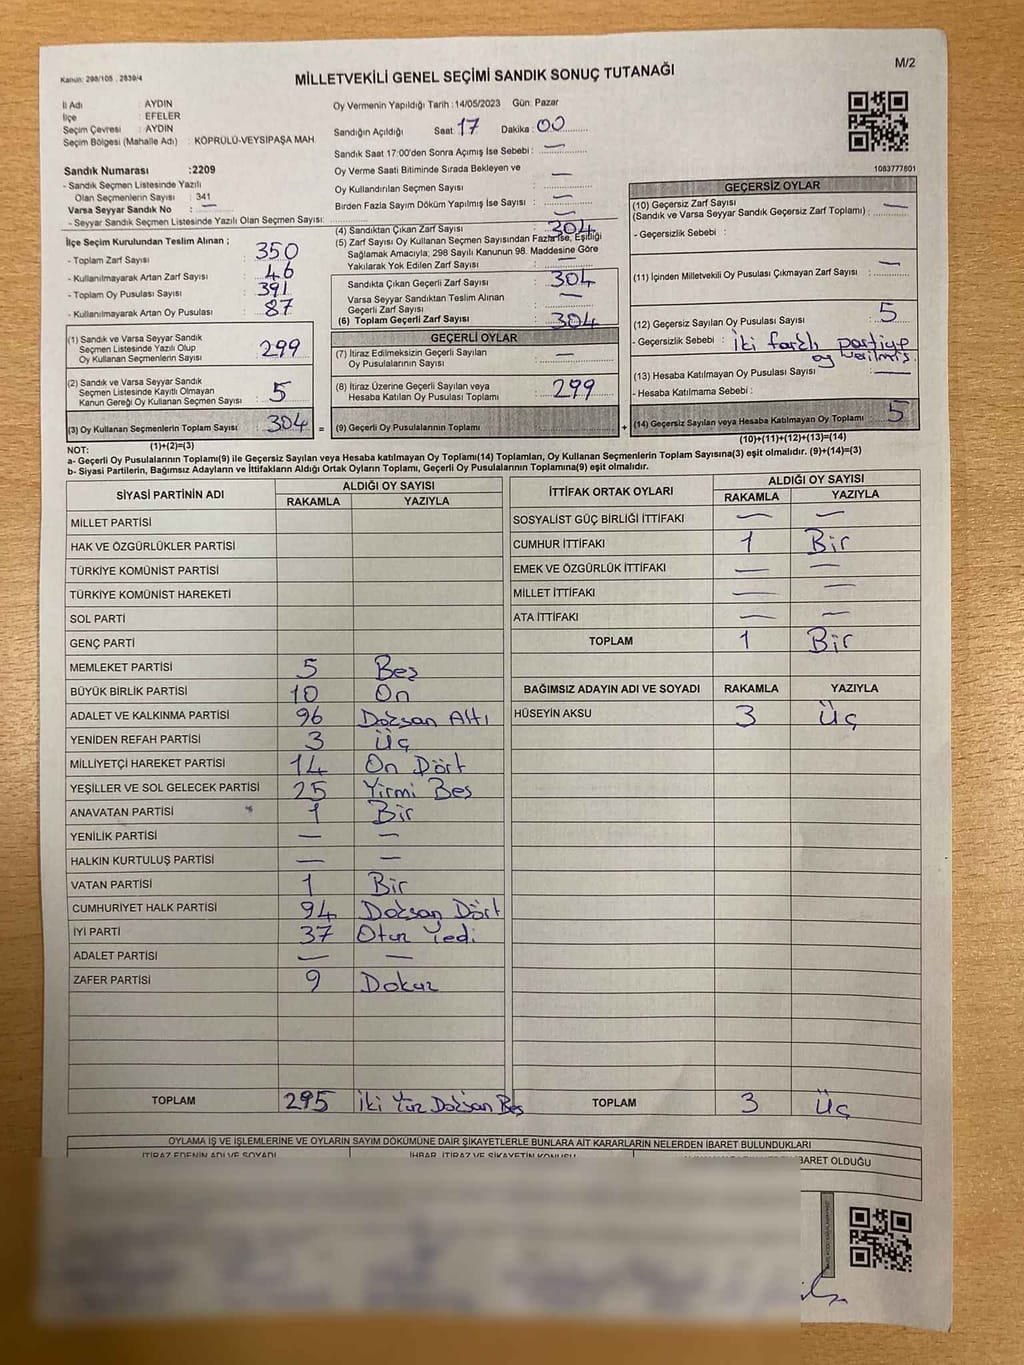 Kanun: 298/105 , 2839/4
MİLLETVEKİLİ GENEL SEÇİMİ SANDIK SONUÇ TUTANAĞI
M/2
İl Adı : AYDIN
İlçe : EFELER
Seçim Çevresi : AYDIN
Seçim Bölgesi (Mahalle Adı) : KÖPRÜLÜ-VEYSİPAŞA MAH
Sandık Numarası :2209
- Sandık Seçmen Listesinde Yazılı
Olan Seçmenlerin Sayısı : 341
Varsa Seyyar Sandık No : —
- Seyyar Sandık Seçmen Listesinde Yazılı Olan Seçmen Sayısı:
Oy Vermenin Yapıldığı Tarih :14/05/2023 Gün: Pazar
Sandığın Açıldığı Saat :17 Dakika :00
Sandık Saat 17:00'den Sonra Açımış İse Sebebi : —
Oy Verme Saati Bitiminde Sırada Bekleyen ve
Oy Kullandırılan Seçmen Sayısı : —
Birden Fazla Sayım Döküm Yapılmış İse Sayısı : —
1083777801
İlçe Seçim Kurulundan Teslim Alınan ;
- Toplam Zarf Sayısı : 350
- Kullanılmayarak Artan Zarf Sayısı : 46
- Toplam Oy Pusulası Sayısı : 391
- Kullanılmayarak Artan Oy Pusulası : 87
(1) Sandık ve Varsa Seyyar Sandık
Seçmen Listesinde Yazılı Olup
Oy Kullanan Seçmenlerin Sayısı : 299
(2) Sandık ve Varsa Seyyar Sandık
Seçmen Listesinde Kayıtlı Olmayan
Kanun Gereği Oy Kullanan Seçmen Sayısı : 5
(3) Oy Kullanan Seçmenlerin Toplam Sayısı : 304 =
(1)+(2)=(3)
(4) Sandıktan Çıkan Zarf Sayısı : 304
(5) Zarf Sayısı Oy Kullanan Seçmen Sayısından Fazla İse, Eşitliği
Sağlamak Amacıyla; 298 Sayılı Kanunun 98. Maddesine Göre
Yakılarak Yok Edilen Zarf Sayısı : —
Sandıkta Çıkan Geçerli Zarf Sayısı : 304
Varsa Seyyar Sandıktan Teslim Alınan
Geçerli Zarf Sayısı : —
(6) Toplam Geçerli Zarf Sayısı : 304
GEÇERLİ OYLAR
(7) İtiraz Edilmeksizin Geçerli Sayılan
Oy Pusulalarının Sayısı : —
(8) İtiraz Üzerine Geçerli Sayılan veya
Hesaba Katılan Oy Pusulası Toplamı : 299
(9) Geçerli Oy Pusulalarının Toplamı : +
GEÇERSİZ OYLAR
(10) Geçersiz Zarf Sayısı
(Sandık ve Varsa Seyyar Sandık Geçersiz Zarf Toplamı) : —
- Geçersizlik Sebebi :
(11) İçinden Milletvekili Oy Pusulası Çıkmayan Zarf Sayısı : —
(12) Geçersiz Sayılan Oy Pusulası Sayısı : 5
- Geçersizlik Sebebi : iki farklı partiye
oy verilmiş.
(13) Hesaba Katılmayan Oy Pusulası Sayısı : —
- Hesaba Katılmama Sebebi :
(14) Geçersiz Sayılan veya Hesaba Katılmayan Oy Toplamı : 5
(10)+(11)+(12)+(13)=(14)
NOT:
a- Geçerli Oy Pusulasının Toplamı(9) ile Geçersiz Sayılan veya Hesaba Katılmayan Oy Toplamı(14) Toplamları, Oy Kullanan Seçmenlerin Toplam Sayısına(3) eşit olmalıdır. (9)+(14)=(3)
b- Siyasi Partilerin, Bağımsız Adayların ve İttifakların Aldığı Ortak Oyların Toplamı, Geçerli Oy Pusulalarının Toplamına(9) eşit olmalıdır.
SİYASİ PARTİNİN ADI ALDIĞI OY SAYISI
RAKAMLA YAZIYLA
MİLLET PARTİSİ
HAK VE ÖZGÜRLÜKLER PARTİSİ
TÜRKİYE KOMÜNİST PARTİSİ
TÜRKİYE KOMÜNİST HAREKETİ
SOL PARTİ
GENÇ PARTİ
MEMLEKET PARTİSİ 5 Beş
BÜYÜK BİRLİK PARTİSİ 10 On
ADALET VE KALKINMA PARTİSİ 96 Doksan Altı
YENİDEN REFAH PARTİSİ 3 Üç
MİLLİYETÇİ HAREKET PARTİSİ 14 On Dört
YEŞİLLER VE SOL GELECEK PARTİSİ 25 Yirmi Beş
ANAVATAN PARTİSİ 1 Bir
YENİLİK PARTİSİ — —
HALKIN KURTULUŞ PARTİSİ — —
VATAN PARTİSİ 1 Bir
CUMHURİYET HALK PARTİSİ 94 Doksan Dört
İYİ PARTİ 37 Otuz Yedi
ADALET PARTİSİ — —
ZAFER PARTİSİ 9 Dokuz
TOPLAM 295 İki Yüz Doksan Beş
İTTİFAK ORTAK OYLARI ALDIĞI OY SAYISI
RAKAMLA YAZIYLA
SOSYALİST GÜÇ BİRLİĞİ İTTİFAKI — —
CUMHUR İTTİFAKI 1 Bir
EMEK VE ÖZGÜRLÜK İTTİFAKI — —
MİLLET İTTİFAKI — —
ATA İTTİFAKI — —
TOPLAM 1 Bir
BAĞIMSIZ ADAYIN ADI VE SOYADI RAKAMLA YAZIYLA
HÜSEYİN AKSU 3 Üç
TOPLAM 3 Üç
OYLAMA İŞ VE İŞLEMLERİNE VE OYLARIN SAYIM DÖKÜMÜNE DAİR ŞİKAYETLERLE BUNLARA AİT KARARLARIN NELERDEN İBARET BULUNDUKLARI
İTİRAZ EDENİN ADI VE SOYADI İHBAR, İTİRAZ VE ŞİKAYETİN KONUSU İBARET OLDUĞU